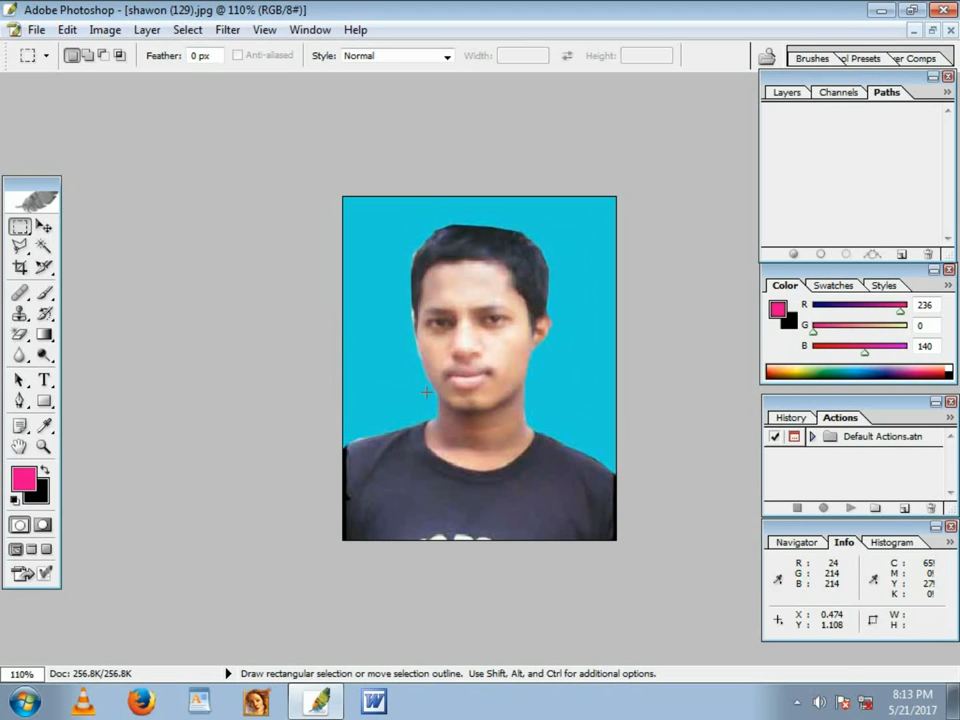 Adobe Photoshop - [shawon (129).jpg @ 110% (RGB/8#)]
File Edit Image Layer Select Filter View Window Help
Feather: 0 px Anti-aliased Style: Normal Width: Height: Brushes ol Presets er Comps
Layers Channels Paths
Color Swatches Styles
R 236
G 0
B 140
History Actions
Default Actions.atn
Navigator Info Histogram
R : 24 C : 65!
G : 214 M : 0!
B : 214 Y : 27!
K : 0!
X : 0.474 W :
Y : 1.108 H :
110% Doc: 256.8K/256.8K Draw rectangular selection or move selection outline. Use Shift, Alt, and Ctrl for additional options.
8:13 PM
5/21/2017